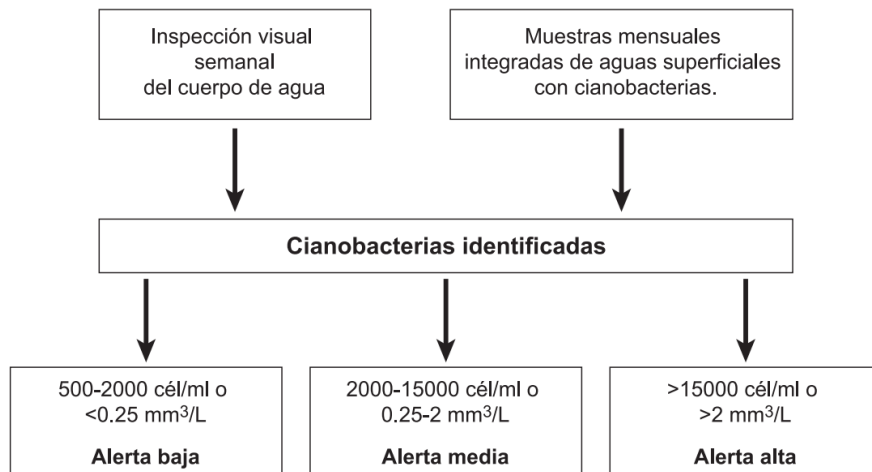 Inspección visual
semanal
del cuerpo de agua
Muestras mensuales
integradas de aguas superficiales
con cianobacterias.
Cianobacterias identificadas
500-2000 cél/ml o
<0.25 mm³/L
Alerta baja
2000-15000 cél/ml o
0.25-2 mm³/L
Alerta media
>15000 cél/ml o
>2 mm³/L
Alerta alta